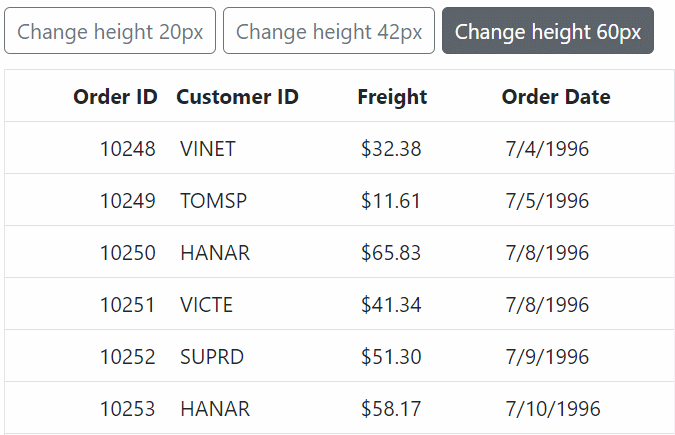 Change height 20px Change height 42px Change height 60px
Order ID Customer ID Freight Order Date
10248 VINET $32.38 7/4/1996
10249 TOMSP $11.61 7/5/1996
10250 HANAR $65.83 7/8/1996
10251 VICTE $41.34 7/8/1996
10252 SUPRD $51.30 7/9/1996
10253 HANAR $58.17 7/10/1996